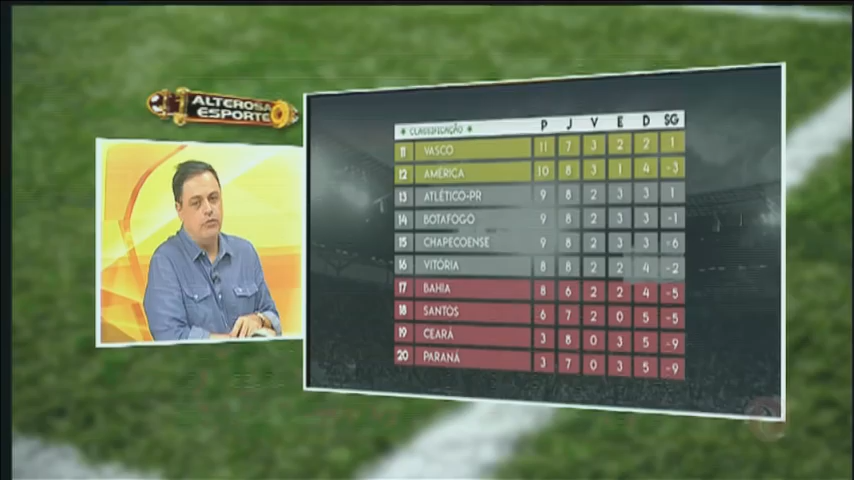 ALTEROSA
ESPORTE
CLASSIFICAÇÃO P J V E D SG
11 VASCO 11 7 3 2 2 1
12 AMÉRICA 10 8 3 1 4 -3
13 ATLÉTICO-PR 9 8 2 3 3 1
14 BOTAFOGO 9 8 2 3 3 -1
15 CHAPECOENSE 9 8 2 3 3 -6
16 VITÓRIA 8 8 2 2 4 -2
17 BAHIA 8 6 2 2 4 -5
18 SANTOS 6 7 2 0 5 -5
19 CEARÁ 3 8 0 3 5 -9
20 PARANÁ 3 7 0 3 5 -9